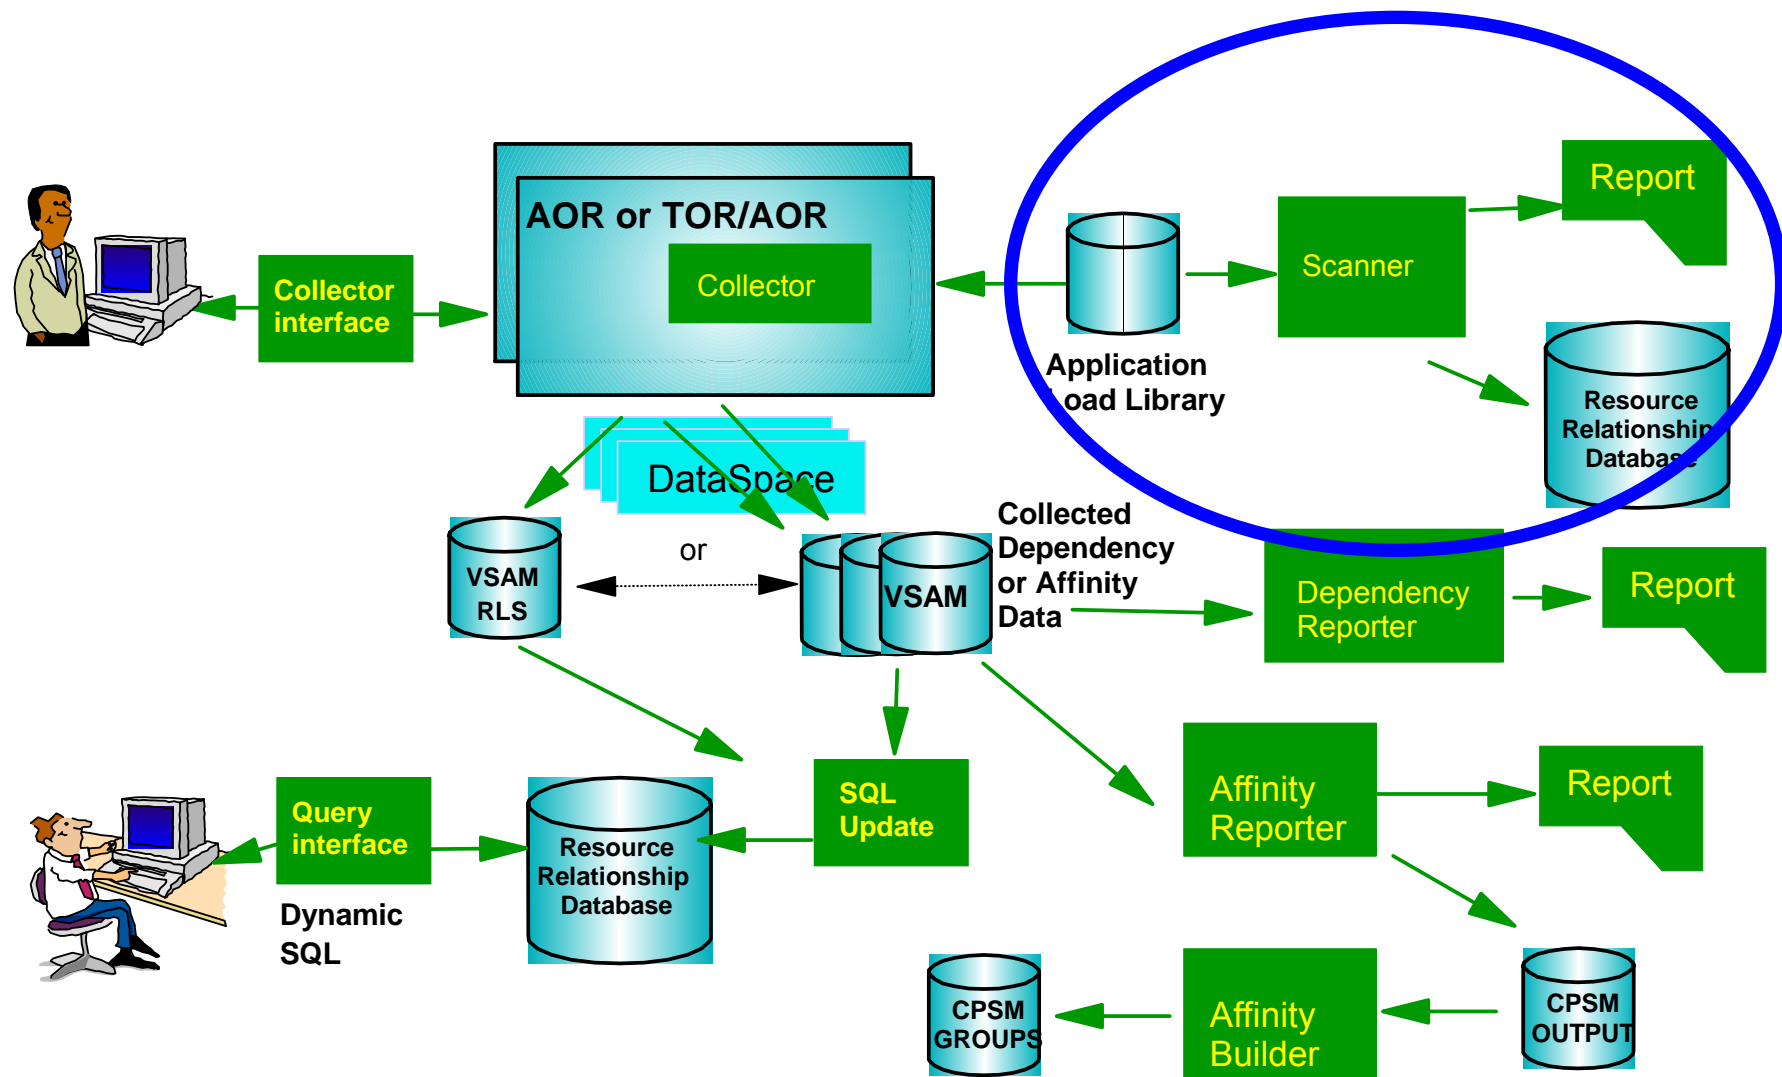 Report
AOR or TOR/AOR
Collector
Scanner
Collector
interface
Application
Load Library
Resource
Relationship
Database
DataSpace
Collected
Dependency
or Affinity
Data
or
VSAM
RLS
VSAM
Dependency
Reporter
Report
Query
interface
Dynamic
SQL
Resource
Relationship
Database
SQL
Update
Affinity
Reporter
Report
CPSM
GROUPS
Affinity
Builder
CPSM
OUTPUT